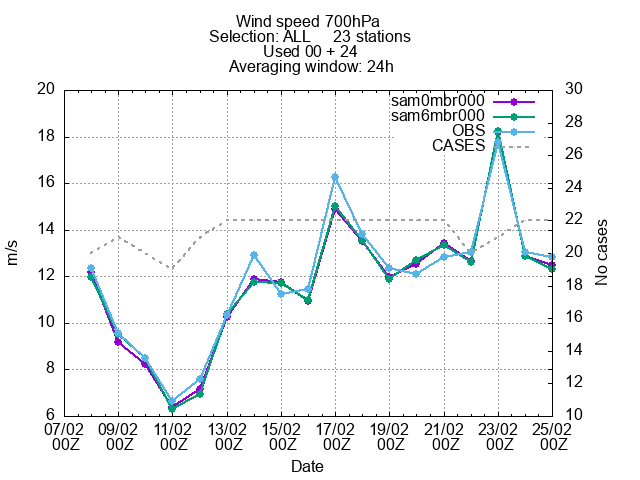 Wind speed 700hPa
Selection: ALL 23 stations
Used 00 + 24
Averaging window: 24h
sam0mbr000
sam6mbr000
OBS
CASES
m/s
20
18
16
14
12
10
8
6
No cases
30
28
26
24
22
20
18
16
14
12
10
07/02 09/02 11/02 13/02 15/02 17/02 19/02 21/02 23/02 25/02
00Z 00Z 00Z 00Z 00Z 00Z 00Z 00Z 00Z 00Z
Date